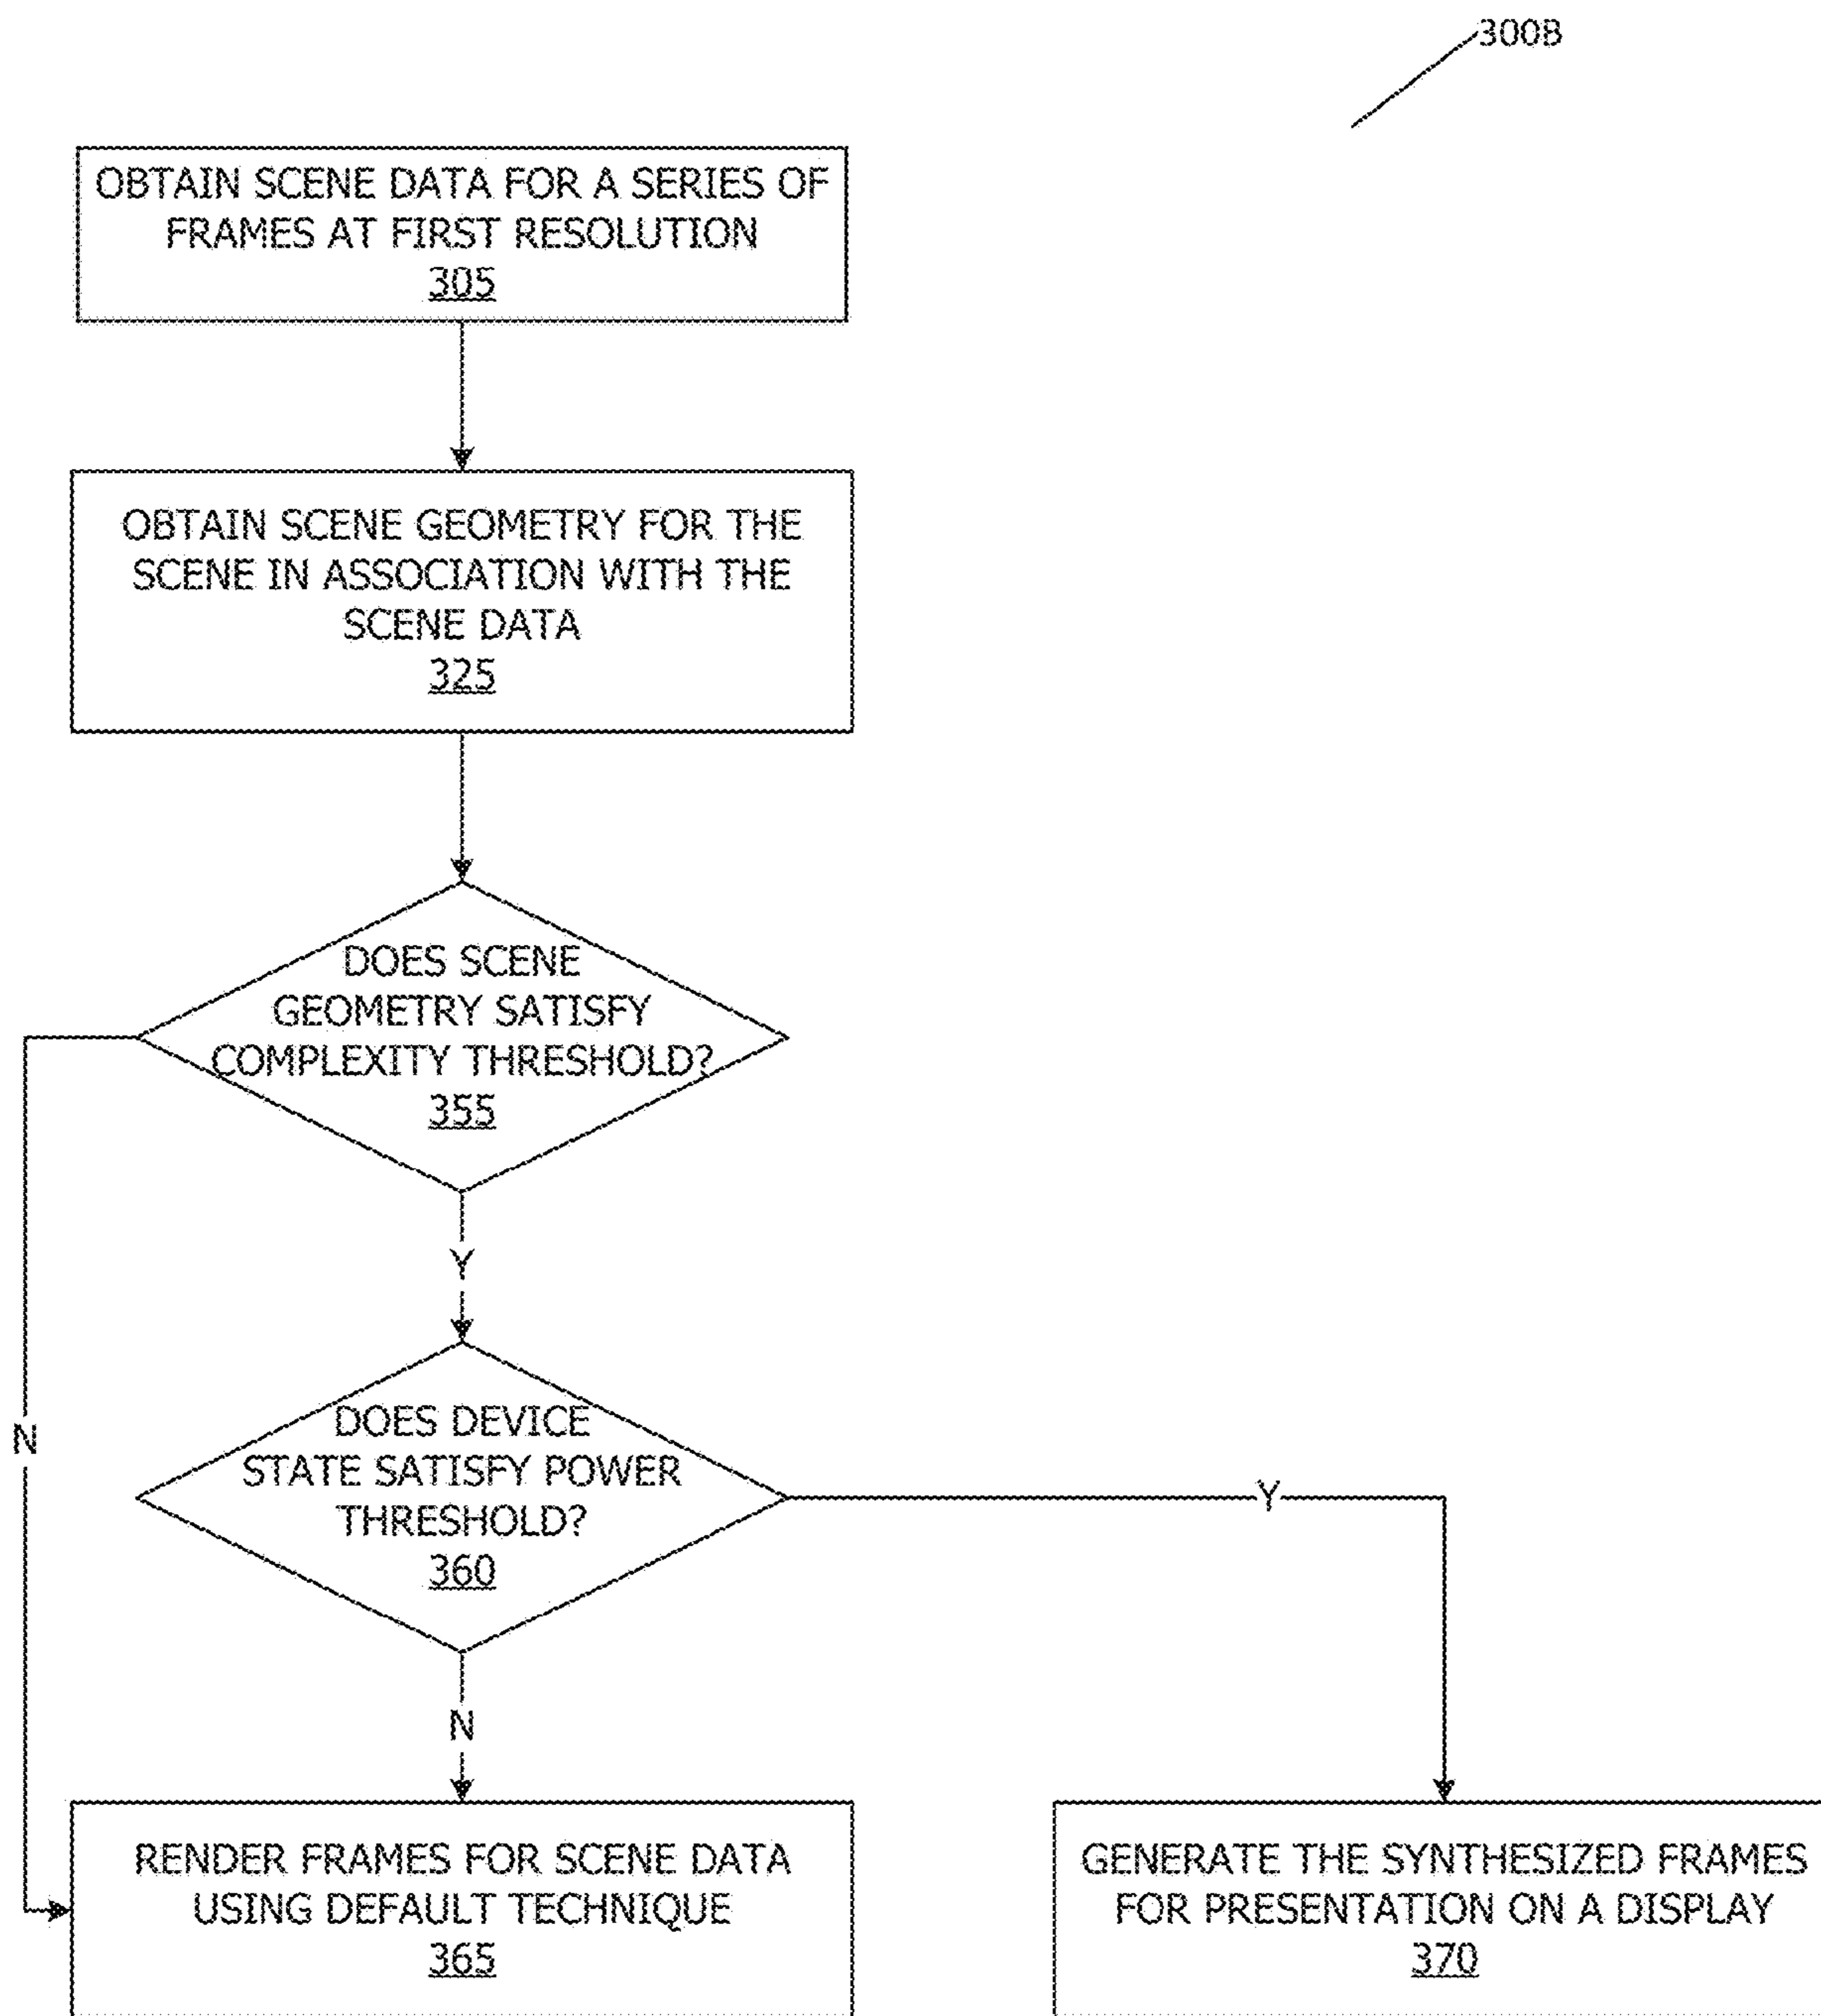 300B
OBTAIN SCENE DATA FOR A SERIES OF
FRAMES AT FIRST RESOLUTION
305
OBTAIN SCENE GEOMETRY FOR THE
SCENE IN ASSOCIATION WITH THE
SCENE DATA
325
DOES SCENE
GEOMETRY SATISFY
COMPLEXITY THRESHOLD?
355
Y
N
DOES DEVICE
STATE SATISFY POWER
THRESHOLD?
360
Y
N
RENDER FRAMES FOR SCENE DATA
USING DEFAULT TECHNIQUE
365
GENERATE THE SYNTHESIZED FRAMES
FOR PRESENTATION ON A DISPLAY
370